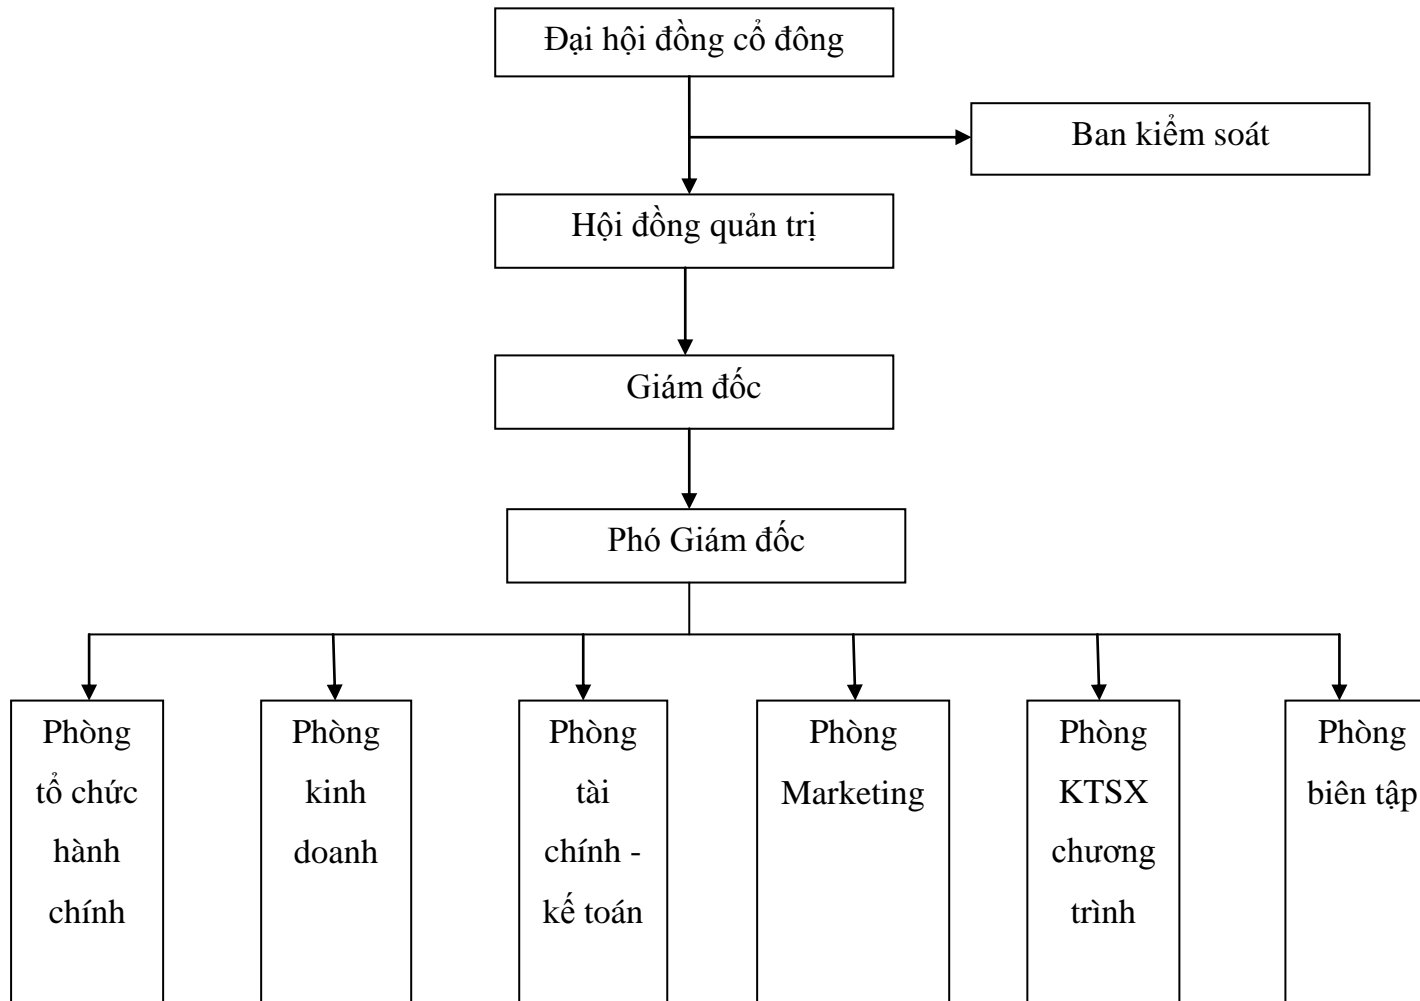 Đại hội đồng cổ đông
Ban kiểm soát
Hội đồng quản trị
Giám đốc
Phó Giám đốc
Phòng
tổ chức
hành
chính
Phòng
kinh
doanh
Phòng
tài
chính -
kế toán
Phòng
Marketing
Phòng
KTSX
chương
trình
Phòng
biên tập